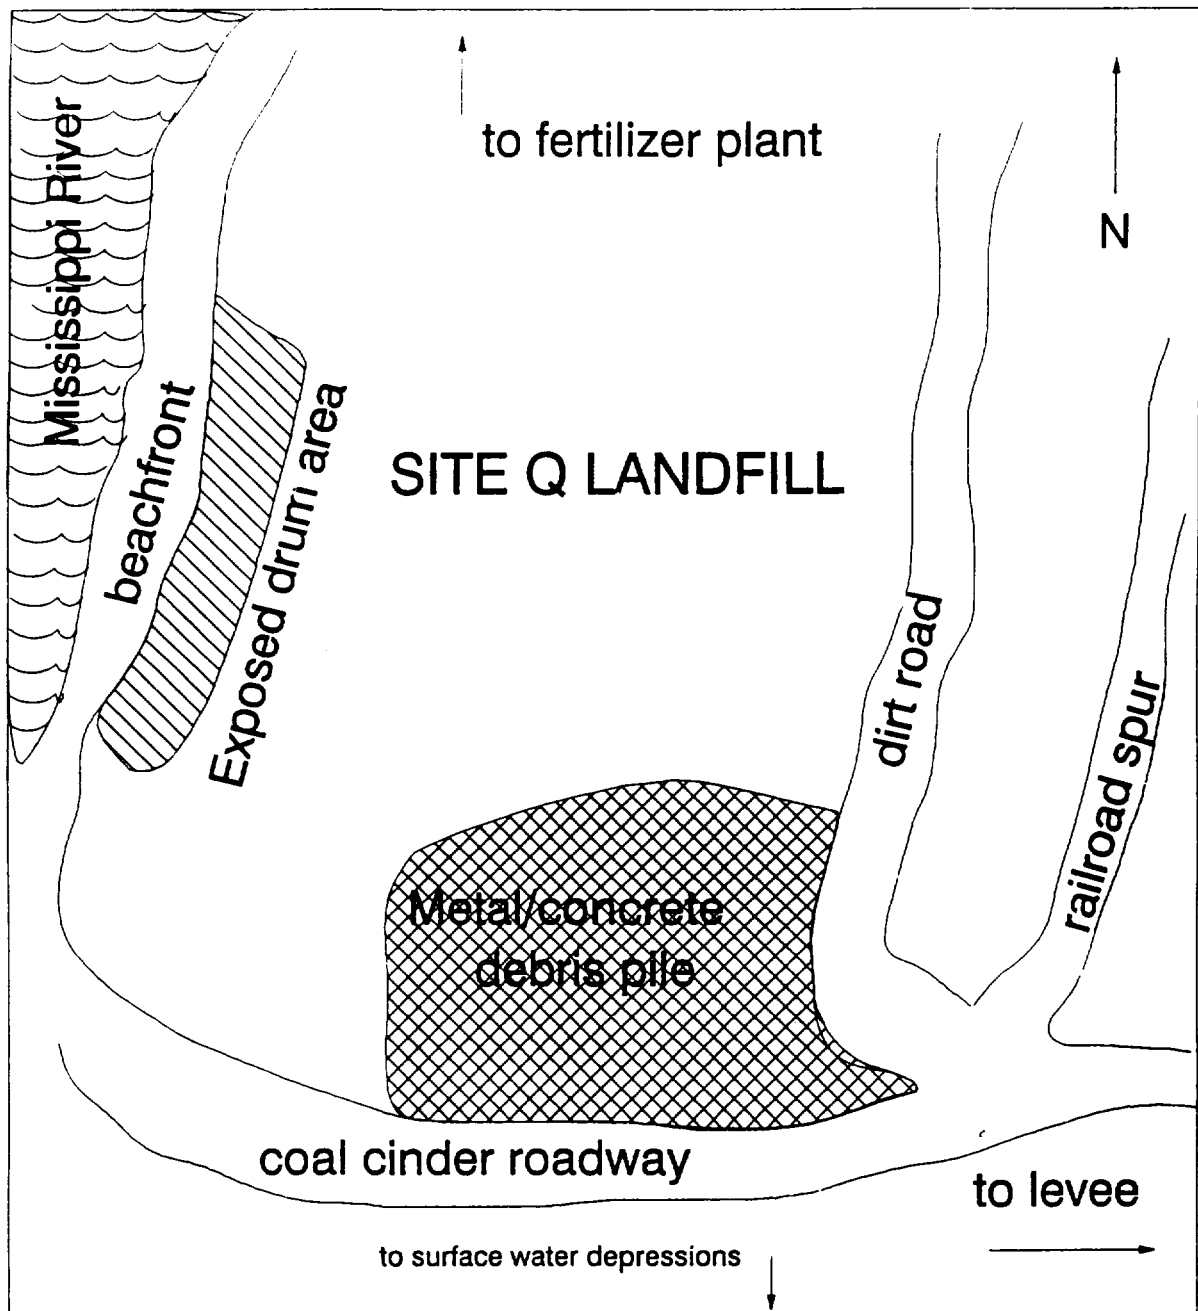 to fertilizer plant
N
Mississippi River
beachfront
Exposed drum area
SITE Q LANDFILL
dirt road
railroad spur
Metal/concrete
debris pile
coal cinder roadway
to levee
to surface water depressions